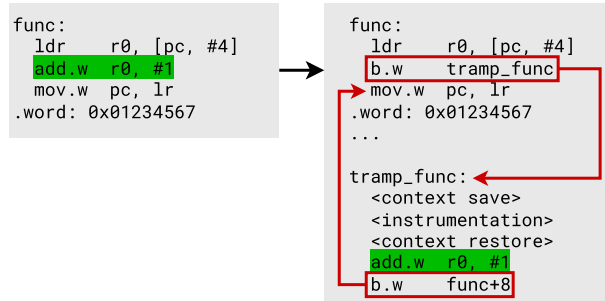 func:
ldr r0, [pc, #4]
add.w r0, #1
mov.w pc, lr
.word: 0x01234567
func:
ldr r0, [pc, #4]
b.w tramp_func
mov.w pc, lr
.word: 0x01234567
...
tramp_func:
<context save>
<instrumentation>
<context restore>
add.w r0, #1
b.w func+8